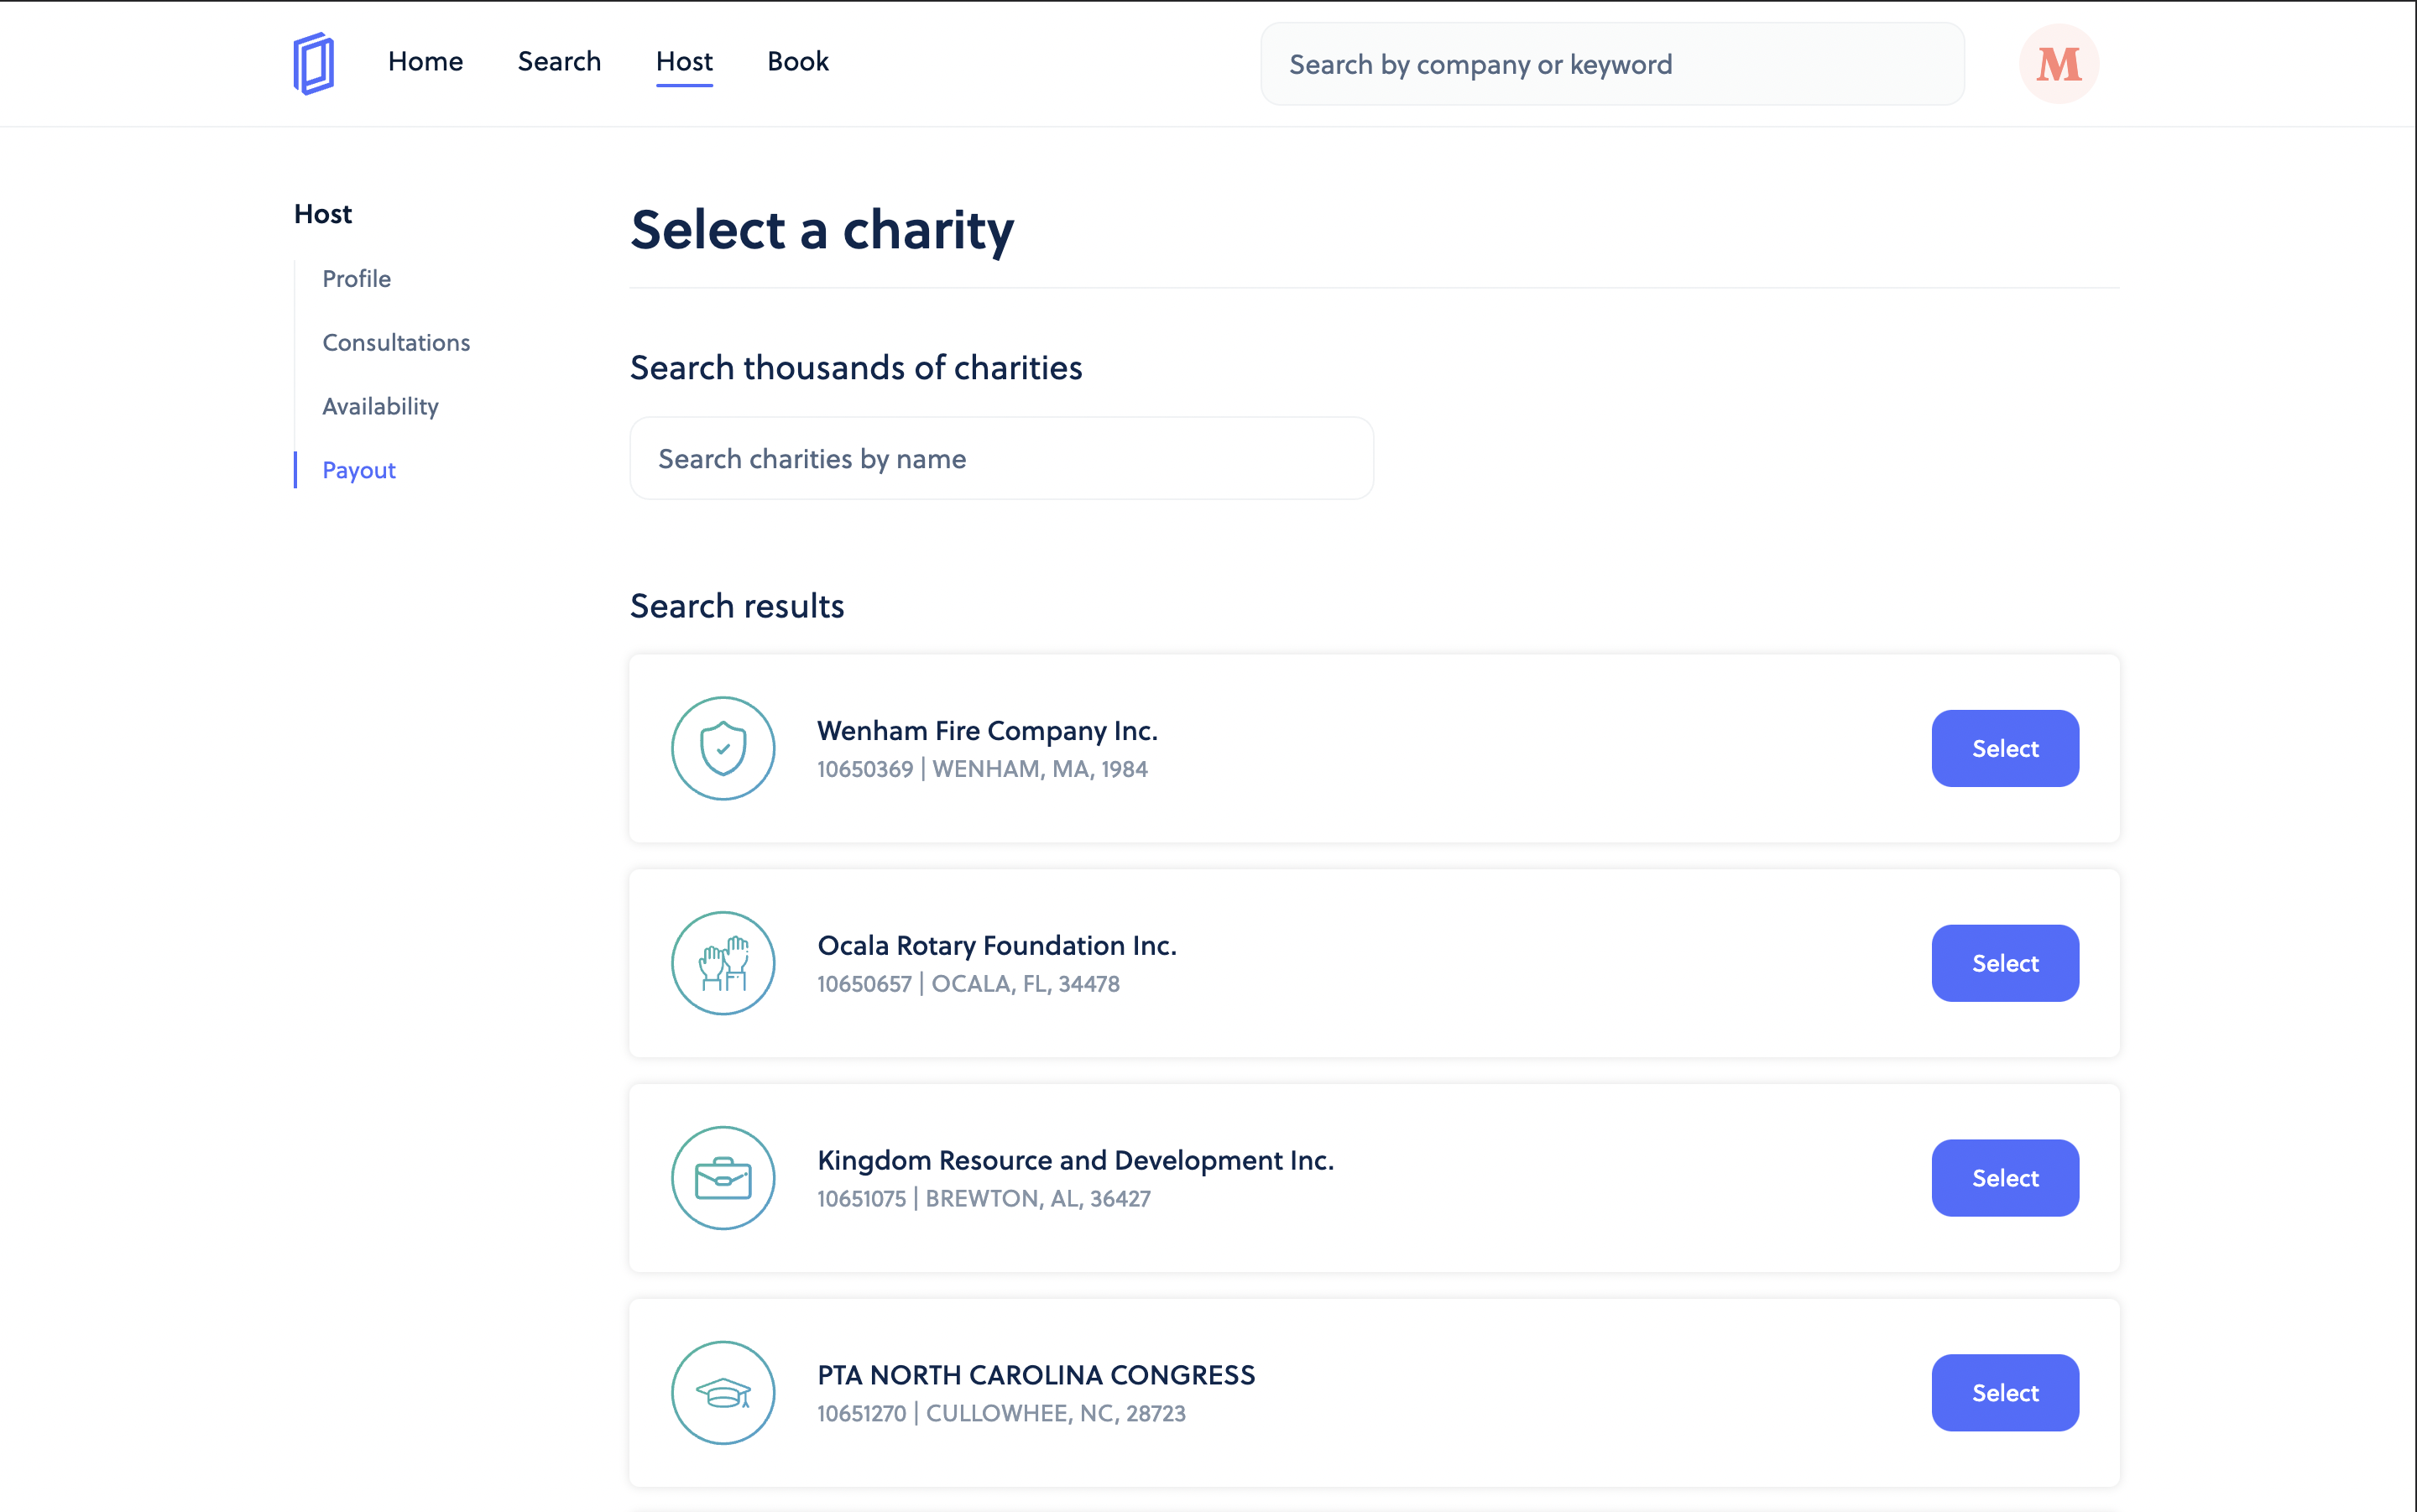 Home
Search
Host
Book
Search by company or keyword
M
Host
Profile
Consultations
Availability
Payout
Select a charity
Search thousands of charities
Search charities by name
Search results
Wenham Fire Company Inc.
10650369 | WENHAM, MA, 1984
Select
Ocala Rotary Foundation Inc.
10650657 | OCALA, FL, 34478
Select
Kingdom Resource and Development Inc.
10651075 | BREWTON, AL, 36427
Select
PTA NORTH CAROLINA CONGRESS
10651270 | CULLOWHEE, NC, 28723
Select